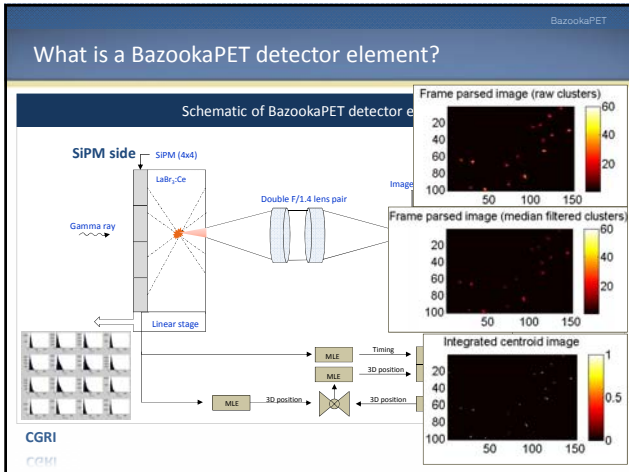 BazookaPET
What is a BazookaPET detector element?
Schematic of BazookaPET detector e
SiPM side
SiPM (4x4)
LaBr3:Ce
Gamma ray
Double F/1.4 lens pair
Image
Linear stage
MLE
Timing
MLE
3D position
MLE
3D position
3D position
Frame parsed image (raw clusters)
20
40
60
80
100
50
100
150
60
40
20
Frame parsed image (median filtered clusters)
20
40
60
80
100
50
100
150
60
40
20
Integrated centroid image
20
40
60
80
100
50
100
150
1
0.5
0
CGRI